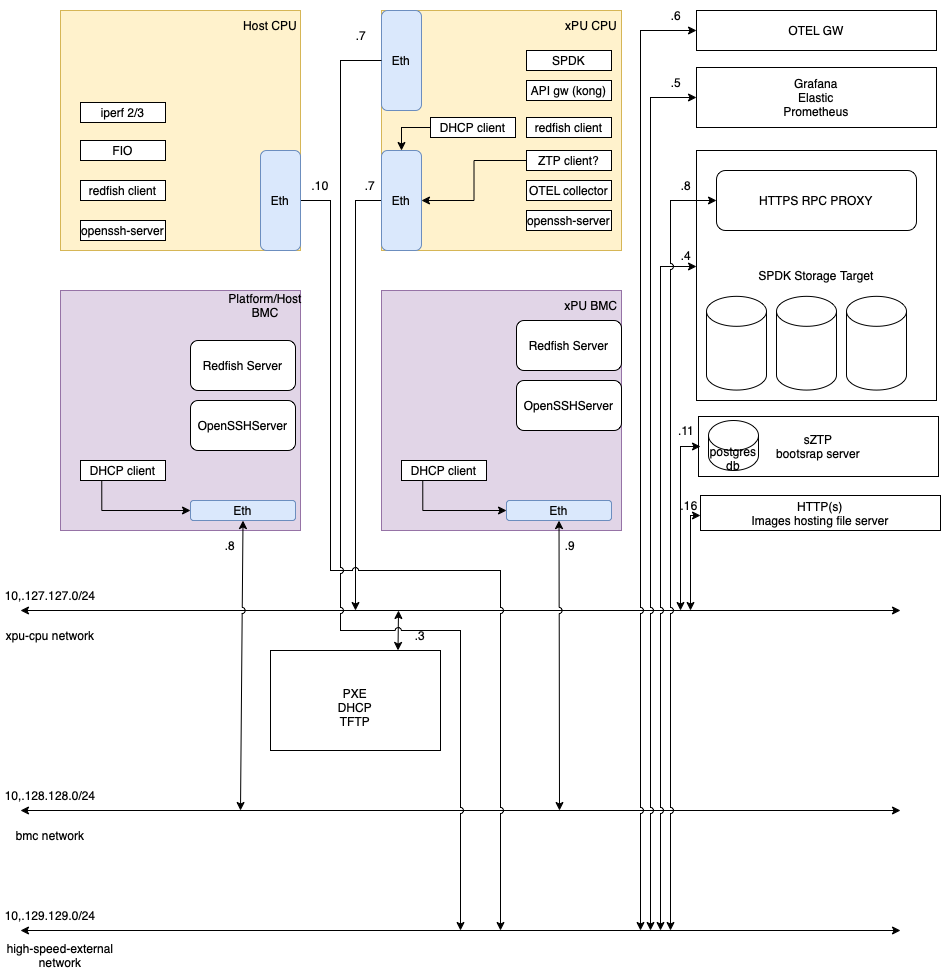 Host CPU
iperf 2/3
FIO
redfish client
openssh-server
Eth
.10
xPU CPU
.7
Eth
SPDK
API gw (kong)
DHCP client
redfish client
ZTP client?
.7
Eth
OTEL collector
openssh-server
.6
OTEL GW
.5
Grafana
Elastic
Prometheus
.8
HTTPS RPC PROXY
.4
SPDK Storage Target
Platform/Host
BMC
Redfish Server
OpenSSHServer
DHCP client
Eth
.8
xPU BMC
Redfish Server
OpenSSHServer
DHCP client
Eth
.9
.11
postgres
db
sZTP
bootsrap server
.16
HTTP(s)
Images hosting file server
10,.127.127.0/24
xpu-cpu network
.3
PXE
DHCP
TFTP
10,.128.128.0/24
bmc network
10,.129.129.0/24
high-speed-external
network